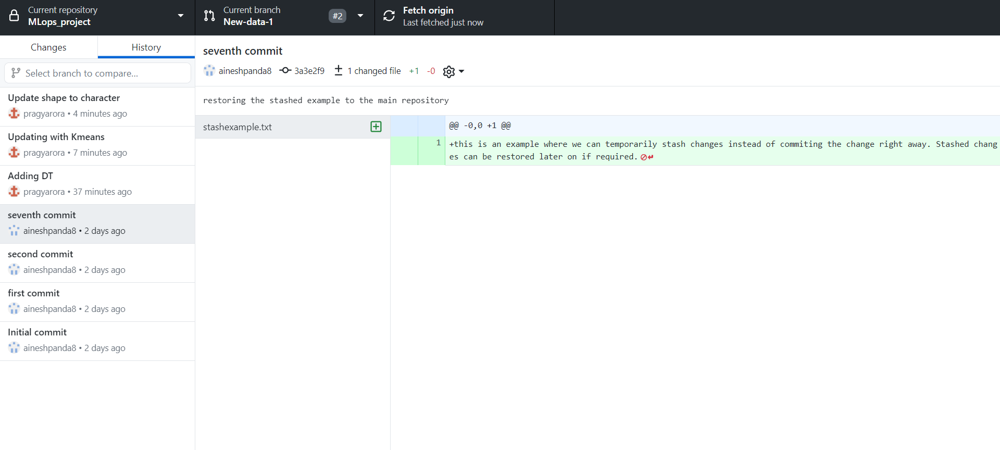 Current repository
MLops_project
Current branch
New-data-1
#2
Fetch origin
Last fetched just now
Changes
History
Select branch to compare...
Update shape to character
pragyarora • 4 minutes ago
Updating with Kmeans
pragyarora • 7 minutes ago
Adding DT
pragyarora • 37 minutes ago
seventh commit
aineshpanda8 • 2 days ago
second commit
aineshpanda8 • 2 days ago
first commit
aineshpanda8 • 2 days ago
Initial commit
aineshpanda8 • 2 days ago
seventh commit
aineshpanda8 3a3e2f9 1 changed file +1 -0
restoring the stashed example to the main repository
stashexample.txt
@@ -0,0 +1 @@
1 +this is an example where we can temporarily stash changes instead of commiting the change right away. Stashed chang
es can be restored later on if required.